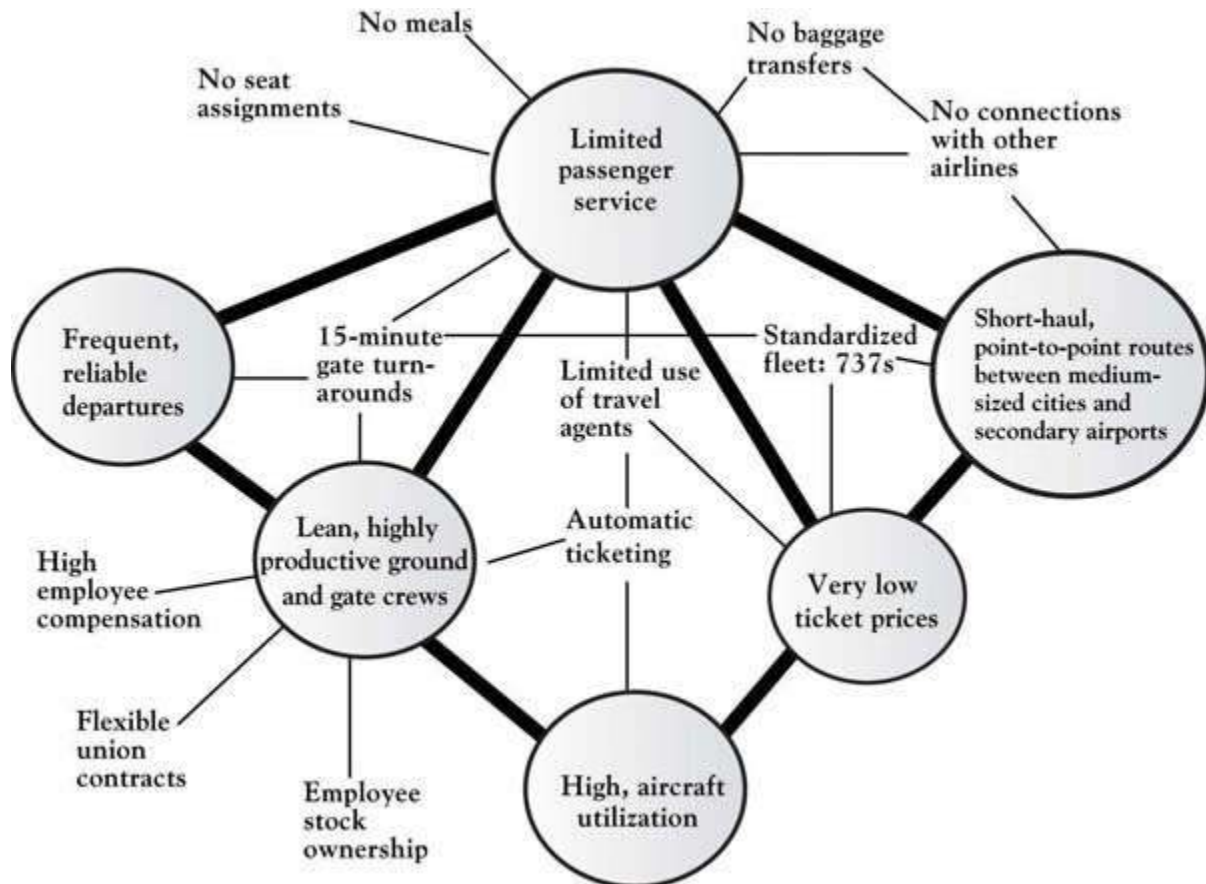 No meals
No baggage
transfers
No seat
assignments
No connections
with other
airlines
Limited
passenger
service
Frequent,
reliable
departures
15-minute
gate turn-
arounds
Limited use
of travel
agents
Standardized
fleet: 737s
Short-haul,
point-to-point routes
between medium-
sized cities and
secondary airports
High
employee
compensation
Lean, highly
productive ground
and gate crews
Automatic
ticketing
Very low
ticket prices
Flexible
union
contracts
Employee
stock
ownership
High, aircraft
utilization